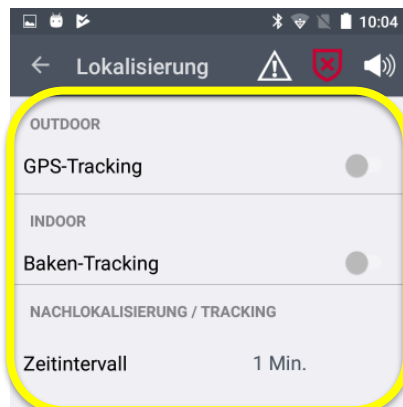 10:04
Lokalisierung
OUTDOOR
GPS-Tracking
INDOOR
Baken-Tracking
NACHLOKALISIERUNG / TRACKING
Zeitintervall 1 Min.